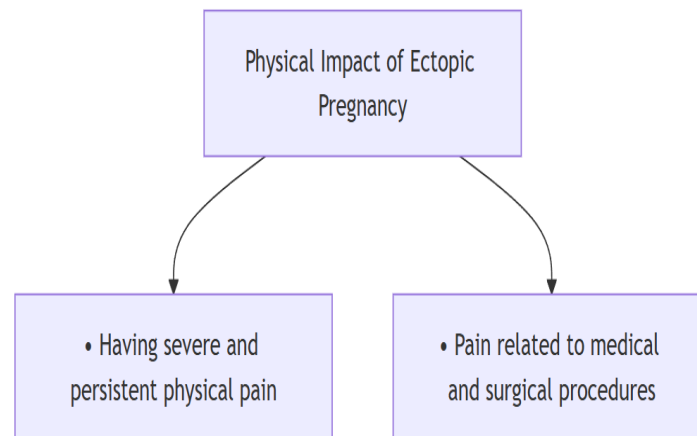 Physical Impact of Ectopic
Pregnancy
• Having severe and
persistent physical pain
• Pain related to medical
and surgical procedures